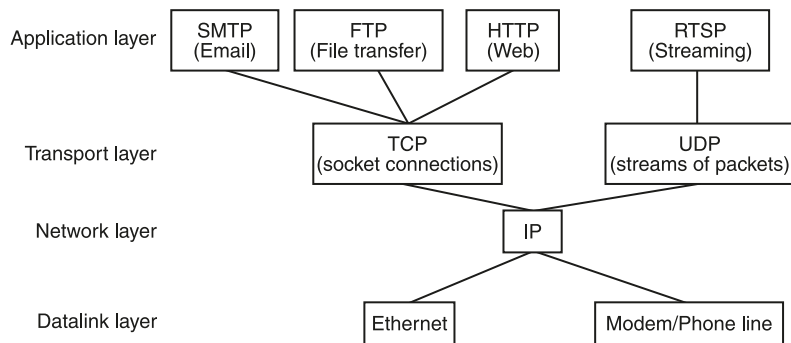 Application layer
SMTP
(Email)
FTP
(File transfer)
HTTP
(Web)
RTSP
(Streaming)
Transport layer
TCP
(socket connections)
UDP
(streams of packets)
Network layer
IP
Datalink layer
Ethernet
Modem/Phone line